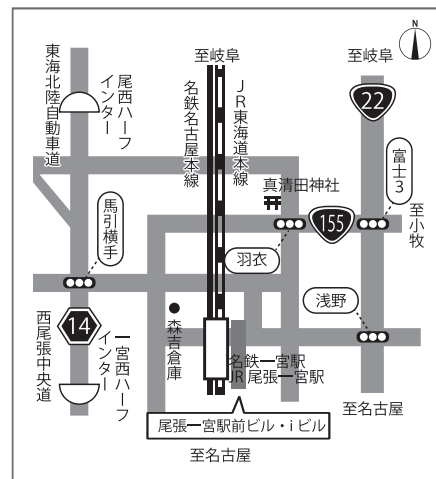 N
至岐阜
至岐阜
東海北陸自動車道
尾西ハーフ
インター
名鉄名古屋本線
JR東海道本線
22
富士3
真清田神社
155
至小牧
馬引横手
羽衣
浅野
14
西尾張中央道
一宮西ハーフ
インター
森吉倉庫
名鉄一宮駅
JR尾張一宮駅
尾張一宮駅前ビル・iビル
至名古屋
至名古屋